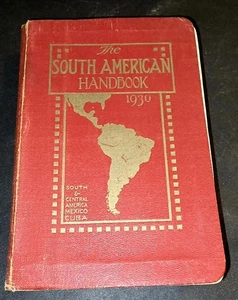 The
SOUTH AMERICAN
HANDBOOK
1930
SOUTH
&
CENTRAL
AMERICA
MEXICO
CUBA